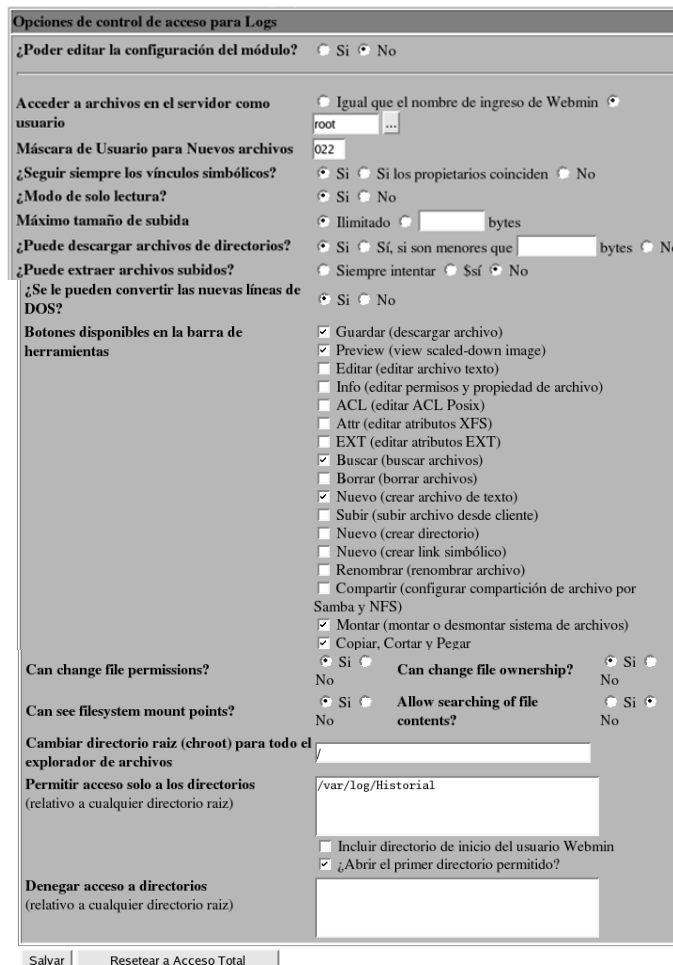 Opciones de control de acceso para Logs
¿Poder editar la configuración del módulo? Si No
Acceder a archivos en el servidor como usuario Igual que el nombre de ingreso de Webmin
root ...
Máscara de Usuario para Nuevos archivos 022
¿Seguir siempre los vínculos simbólicos? Si Si los propietarios coinciden No
¿Modo de solo lectura? Si No
Máximo tamaño de subida Ilimitado bytes
¿Puede descargar archivos de directorios? Si Sí, si son menores que bytes No
¿Puede extraer archivos subidos? Siempre intentar $sí No
¿Se le pueden convertir las nuevas líneas de DOS? Si No
Botones disponibles en la barra de herramientas
Guardar (descargar archivo)
Preview (view scaled-down image)
Editar (editar archivo texto)
Info (editar permisos y propiedad de archivo)
ACL (editar ACL Posix)
Attr (editar atributos XFS)
EXT (editar atributos EXT)
Buscar (buscar archivos)
Borrar (borrar archivos)
Nuevo (crear archivo de texto)
Subir (subir archivo desde cliente)
Nuevo (crear directorio)
Nuevo (crear link simbólico)
Renombrar (renombrar archivo)
Compartir (configurar compartición de archivo por
Samba y NFS)
Montar (montar o desmontar sistema de archivos)
Copiar, Cortar y Pegar
Can change file permissions? Si No Can change file ownership? Si No
Can see filesystem mount points? Si No Allow searching of file contents? Si No
Cambiar directorio raiz (chroot) para todo el explorador de archivos /
Permitir acceso solo a los directorios /var/log/Historial
(relativo a cualquier directorio raiz)
Incluir directorio de inicio del usuario Webmin
¿Abrir el primer directorio permitido?
Denegar acceso a directorios
(relativo a cualquier directorio raiz)
Salvar Resetear a Acceso Total